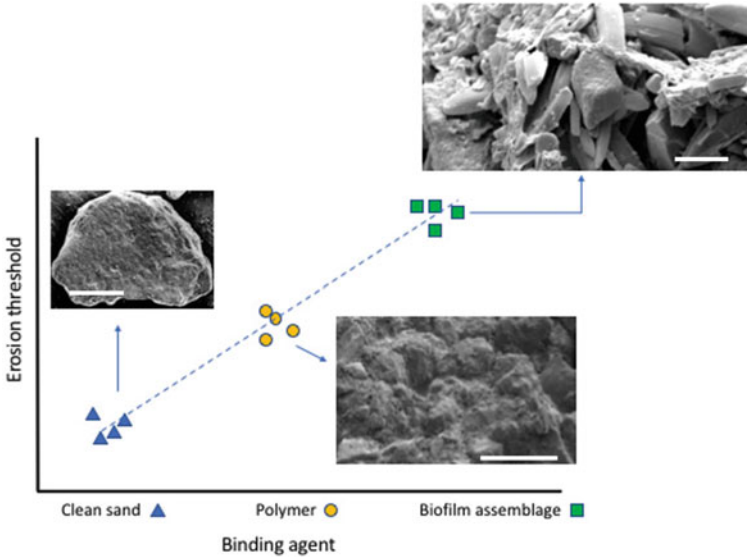 Erosion threshold
Clean sand
Polymer
Biofilm assemblage
Binding agent